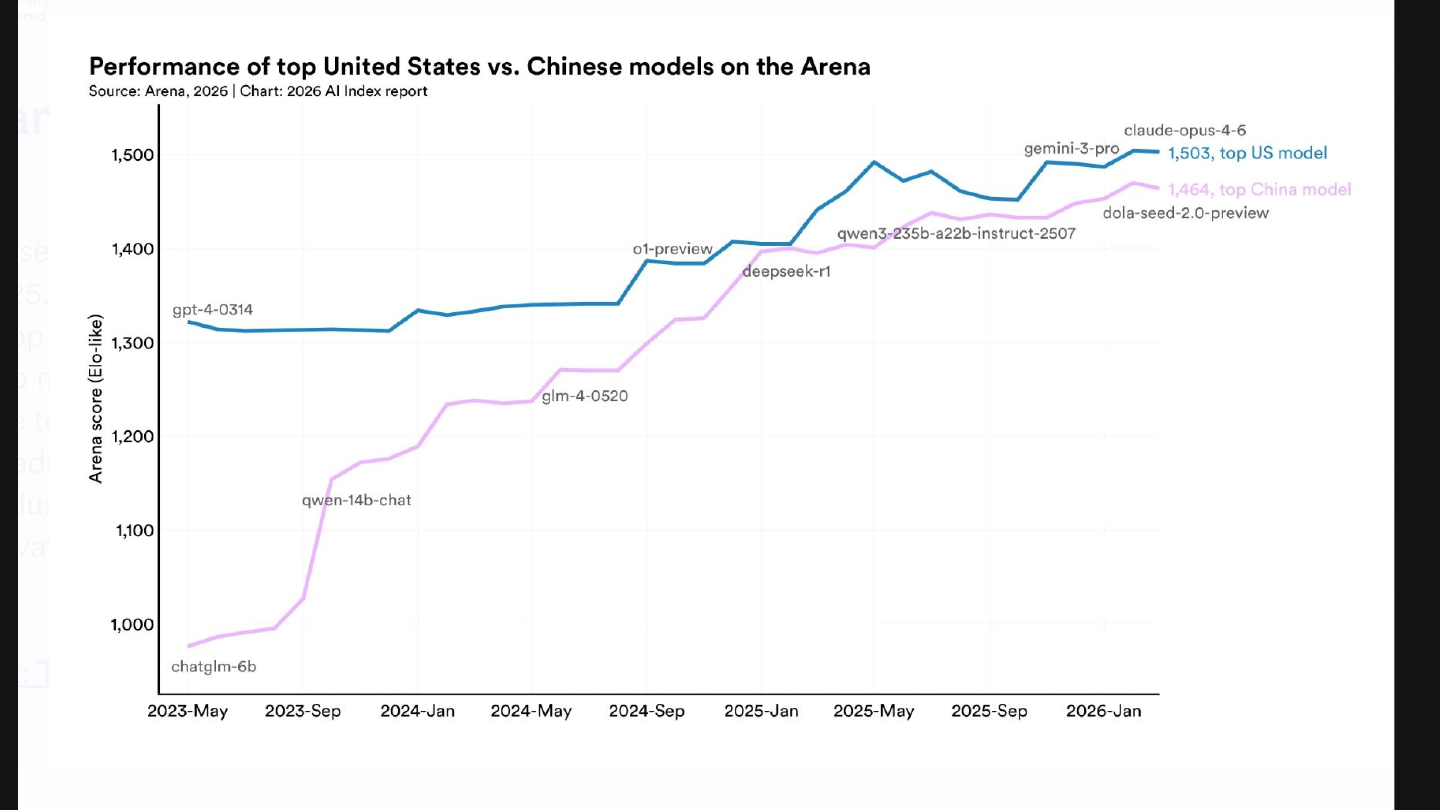 Performance of top United States vs. Chinese models on the Arena
Source: Arena, 2026 | Chart: 2026 AI Index report
claude-opus-4-6
gemini-3-pro
1,503, top US model
1,464, top China model
dola-seed-2.0-preview
qwen3-235b-a22b-instruct-2507
o1-preview
deepseek-r1
gpt-4-0314
glm-4-0520
qwen-14b-chat
chatglm-6b
Arena score (Elo-like)
1,500
1,400
1,300
1,200
1,100
1,000
2023-May 2023-Sep 2024-Jan 2024-May 2024-Sep 2025-Jan 2025-May 2025-Sep 2026-Jan